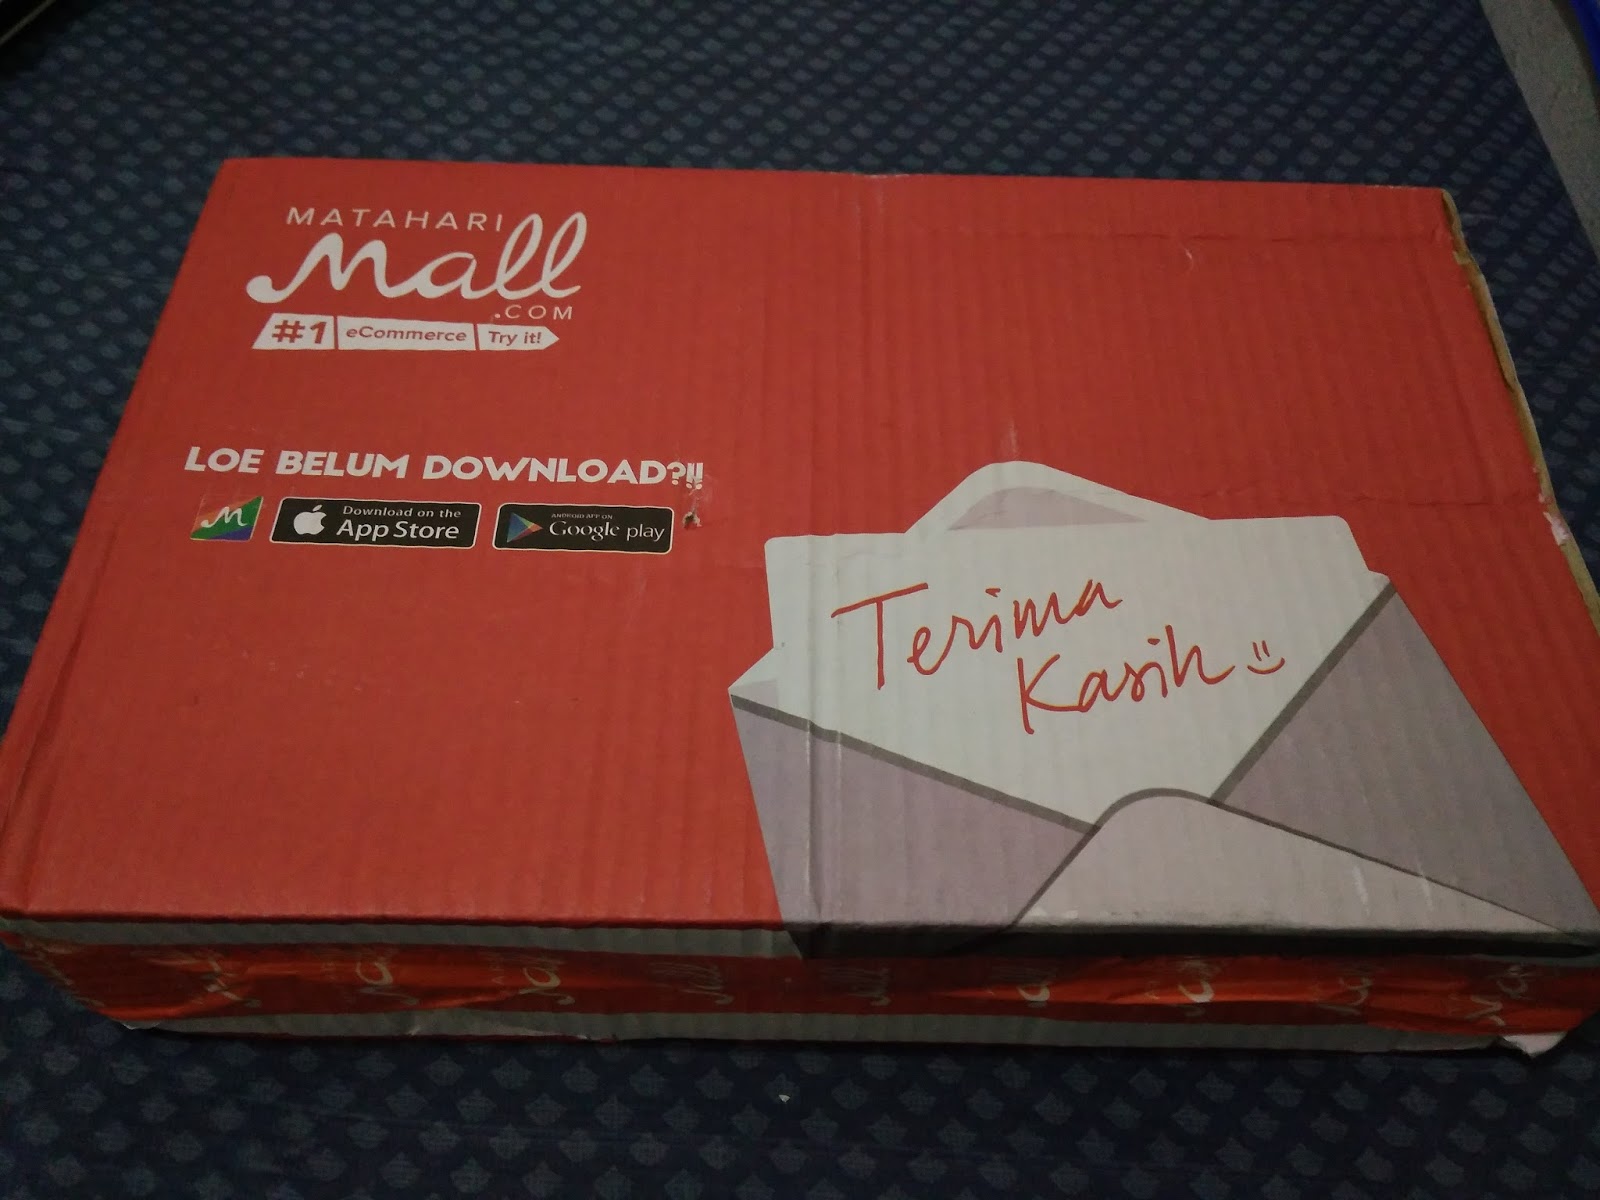 MATAHARI
Mall
.COM
#1 eCommerce Try it!
LOE BELUM DOWNLOAD?!!
M
Download on the
App Store
ANDROID APP ON
Google play
Terima
Kasih